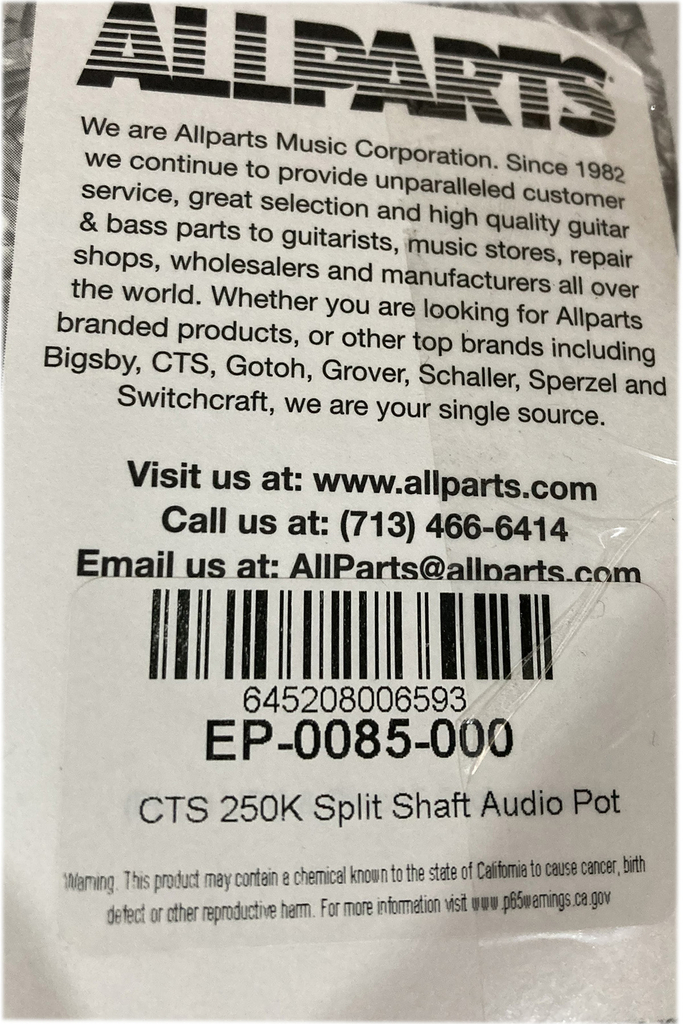 ALLPARTS
We are Allparts Music Corporation. Since 1982
we continue to provide unparalleled customer
service, great selection and high quality guitar
& bass parts to guitarists, music stores, repair
shops, wholesalers and manufacturers all over
the world. Whether you are looking for Allparts
branded products, or other top brands including
Bigsby, CTS, Gotoh, Grover, Schaller, Sperzel and
Switchcraft, we are your single source.
Visit us at: www.allparts.com
Call us at: (713) 466-6414
Email us at: AllParts@allparts.com
645208006593
EP-0085-000
CTS 250K Split Shaft Audio Pot
Warning. This product may contain a chemical known to the state of California to cause cancer, birth
defect or other reproductive harm. For more information visit www.p65warnings.ca.gov